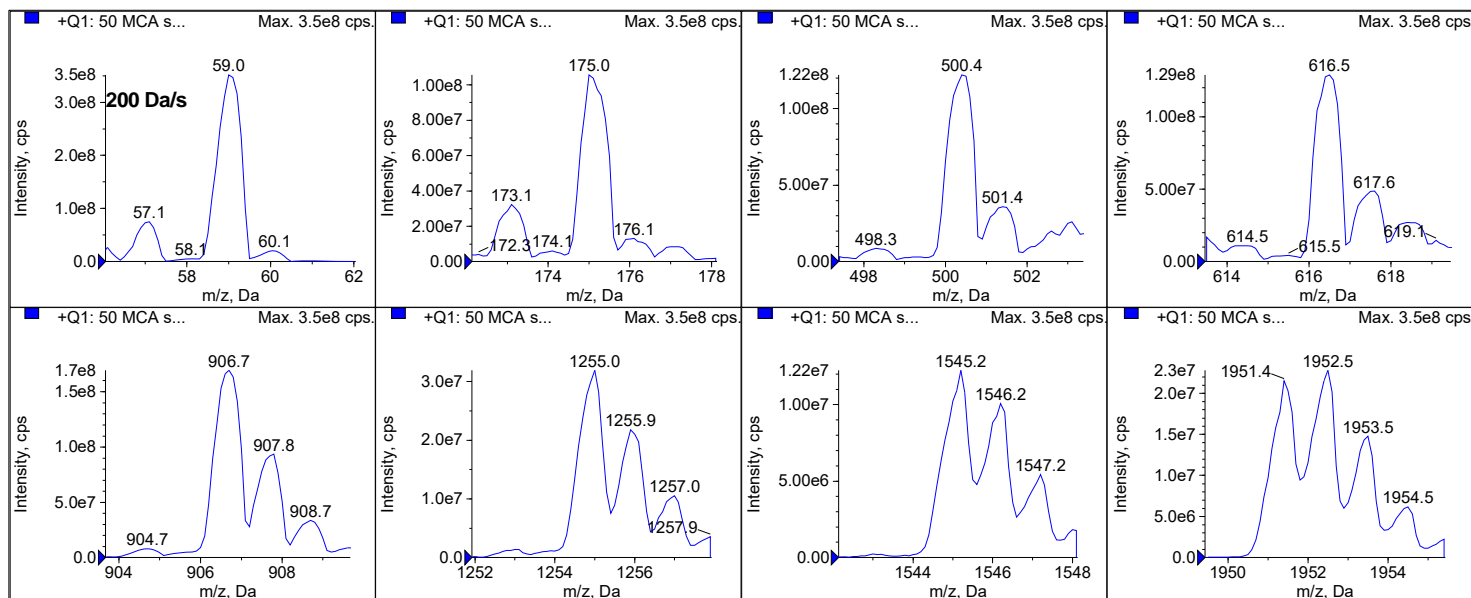 +Q1: 50 MCA s... Max. 3.5e8 cps.
59.0
3.5e8
3.0e8
200 Da/s
2.0e8
1.0e8
0.0
57.1
58.1
60.1
58 60 62
m/z, Da
Intensity, cps
+Q1: 50 MCA s... Max. 3.5e8 cps.
175.0
1.00e8
8.00e7
6.00e7
4.00e7
2.00e7
0.00
173.1
172.3
174.1
176.1
174 176 178
m/z, Da
Intensity, cps
+Q1: 50 MCA s... Max. 3.5e8 cps.
500.4
1.22e8
1.00e8
5.00e7
0.00
498.3
501.4
498 500 502
m/z, Da
Intensity, cps
+Q1: 50 MCA s... Max. 3.5e8 cps.
616.5
1.29e8
1.00e8
5.00e7
0.00
617.6
614.5
615.5
619.1
614 616 618
m/z, Da
Intensity, cps
+Q1: 50 MCA s... Max. 3.5e8 cps.
906.7
1.7e8
1.5e8
1.0e8
5.0e7
0.0
907.8
908.7
904.7
904 906 908
m/z, Da
Intensity, cps
+Q1: 50 MCA s... Max. 3.5e8 cps.
1255.0
3.0e7
2.0e7
1.0e7
0.0
1255.9
1257.0
1257.9
1252 1254 1256
m/z, Da
Intensity, cps
+Q1: 50 MCA s... Max. 3.5e8 cps.
1545.2
1.22e7
1.00e7
5.00e6
0.00
1546.2
1547.2
1544 1546 1548
m/z, Da
Intensity, cps
+Q1: 50 MCA s... Max. 3.5e8 cps.
1951.4
1952.5
2.3e7
2.0e7
1.5e7
1.0e7
5.0e6
0.0
1953.5
1954.5
1950 1952 1954
m/z, Da
Intensity, cps